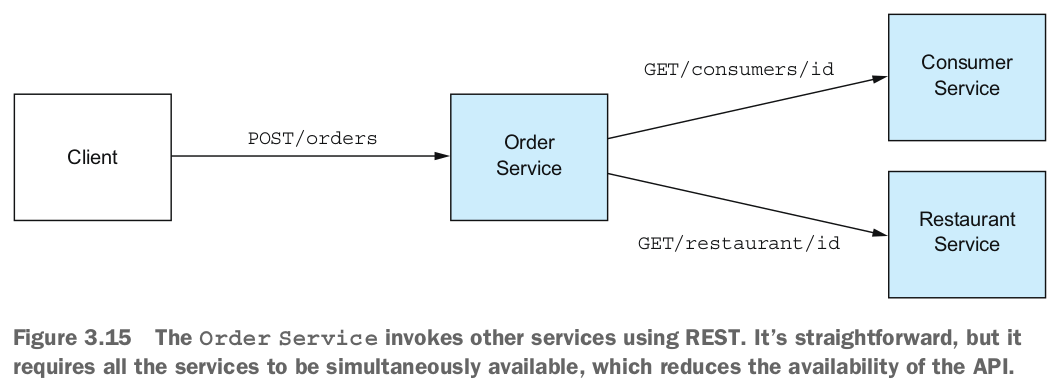 Client
POST/orders
Order
Service
GET/consumers/id
Consumer
Service
GET/restaurant/id
Restaurant
Service
Figure 3.15 The Order Service invokes other services using REST. It’s straightforward, but it
requires all the services to be simultaneously available, which reduces the availability of the API.